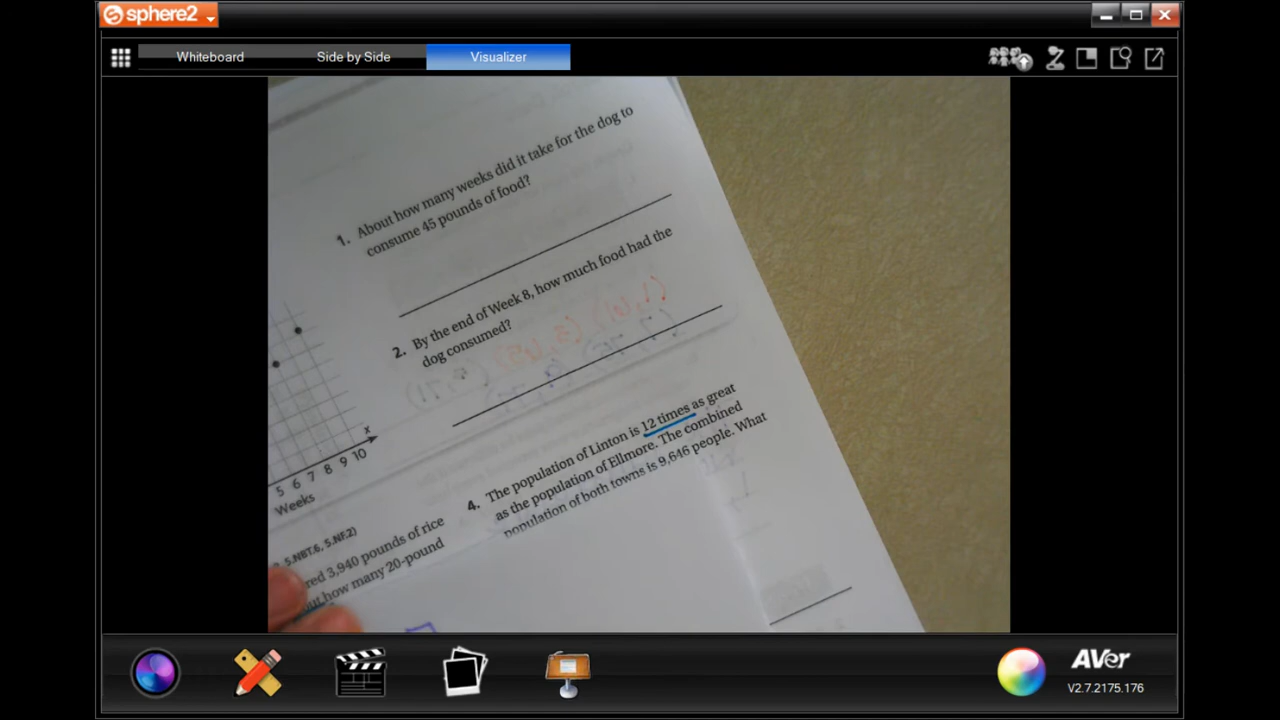 sphere2
Whiteboard
Side by Side
Visualizer
1. About how many weeks did it take for the dog to
consume 45 pounds of food?
2. By the end of Week 8, how much food had the
dog consumed?
x
5 6 7 8 9 10
Weeks
5.NBT.6, 5.NF.2)
red 3,940 pounds of rice
how many 20-pound
4. The population of Linton is 12 times as great
as the population of Ellmore. The combined
population of both towns is 9,646 people. What
AVer
V2.7.2175.176